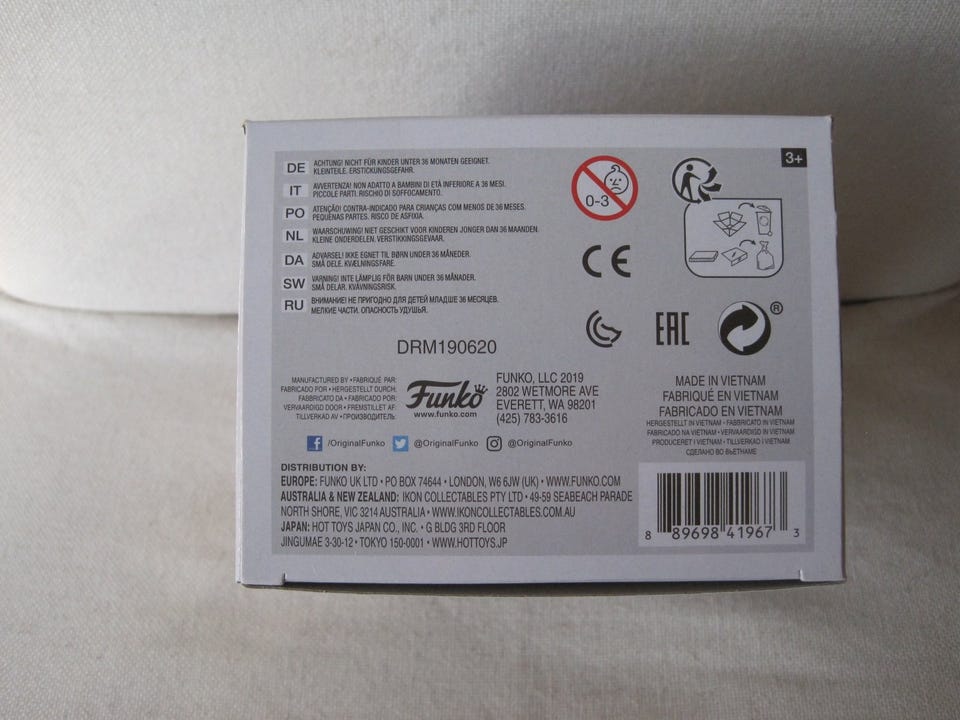 3+
DE ACHTUNG! NICHT FÜR KINDER UNTER 36 MONATEN GEEIGNET.
KLEINTEILE. ERSTICKUNGSGEFAHR.
IT AVVERTENZA! NON ADATTO A BAMBINI DI ETÀ INFERIORE A 36 MESI.
PICCOLE PARTI. RISCHIO DI SOFFOCAMENTO.
PO ATENÇÃO! CONTRA-INDICADO PARA CRIANÇAS COM MENOS DE 36 MESES.
PEQUENAS PARTES. RISCO DE ASFIXIA.
NL WAARSCHUWING! NIET GESCHIKT VOOR KINDEREN JONGER DAN 36 MAANDEN.
KLEINE ONDERDELEN. VERSTIKKINGSGEVAAR.
DA ADVARSEL! IKKE EGNET TIL BØRN UNDER 36 MÅNEDER.
SMÅ DELE. KVÆLNINGSFARE.
SW VARNING! INTE LÄMPLIG FÖR BARN UNDER 36 MÅNADER.
SMÅ DELAR. KVÄVNINGSRISK.
RU ВНИМАНИЕ! НЕ ПРИГОДНО ДЛЯ ДЕТЕЙ МЛАДШЕ 36 МЕСЯЦЕВ.
МЕЛКИЕ ЧАСТИ. ОПАСНОСТЬ УДУШЬЯ.
0-3
CE
EAC
®
DRM190620
MANUFACTURED BY • FABRIQUÉ PAR:
FABRICADO POR • HERGESTELLT DURCH:
FABBRICATO DA • FABRICADO POR:
VERVAARDIGD DOOR • FREMSTILLET AF:
TILLVERKAD AV • ПРОИЗВОДИТЕЛЬ:
Funko
www.funko.com
FUNKO, LLC 2019
2802 WETMORE AVE
EVERETT, WA 98201
(425) 783-3616
/OriginalFunko @OriginalFunko @OriginalFunko
MADE IN VIETNAM
FABRIQUÉ EN VIETNAM
FABRICADO EN VIETNAM
HERGESTELLT IN VIETNAM • FABBRICATO IN VIETNAM
FABRICADO NA VIETNAM • VERVAARDIGD IN VIETNAM
PRODUCERET I VIETNAM • TILLVERKAD I VIETNAM
СДЕЛАНО ВО ВЬЕТНАМЕ
DISTRIBUTION BY:
EUROPE: FUNKO UK LTD • PO BOX 74644 • LONDON, W6 6JW (UK) • WWW.FUNKO.COM
AUSTRALIA & NEW ZEALAND: IKON COLLECTABLES PTY LTD • 49-59 SEABEACH PARADE
NORTH SHORE, VIC 3214 AUSTRALIA • WWW.IKONCOLLECTABLES.COM.AU
JAPAN: HOT TOYS JAPAN CO., INC. • G BLDG 3RD FLOOR
JINGUMAE 3-30-12 • TOKYO 150-0001 • WWW.HOTTOYS.JP
8 89698 41967 3